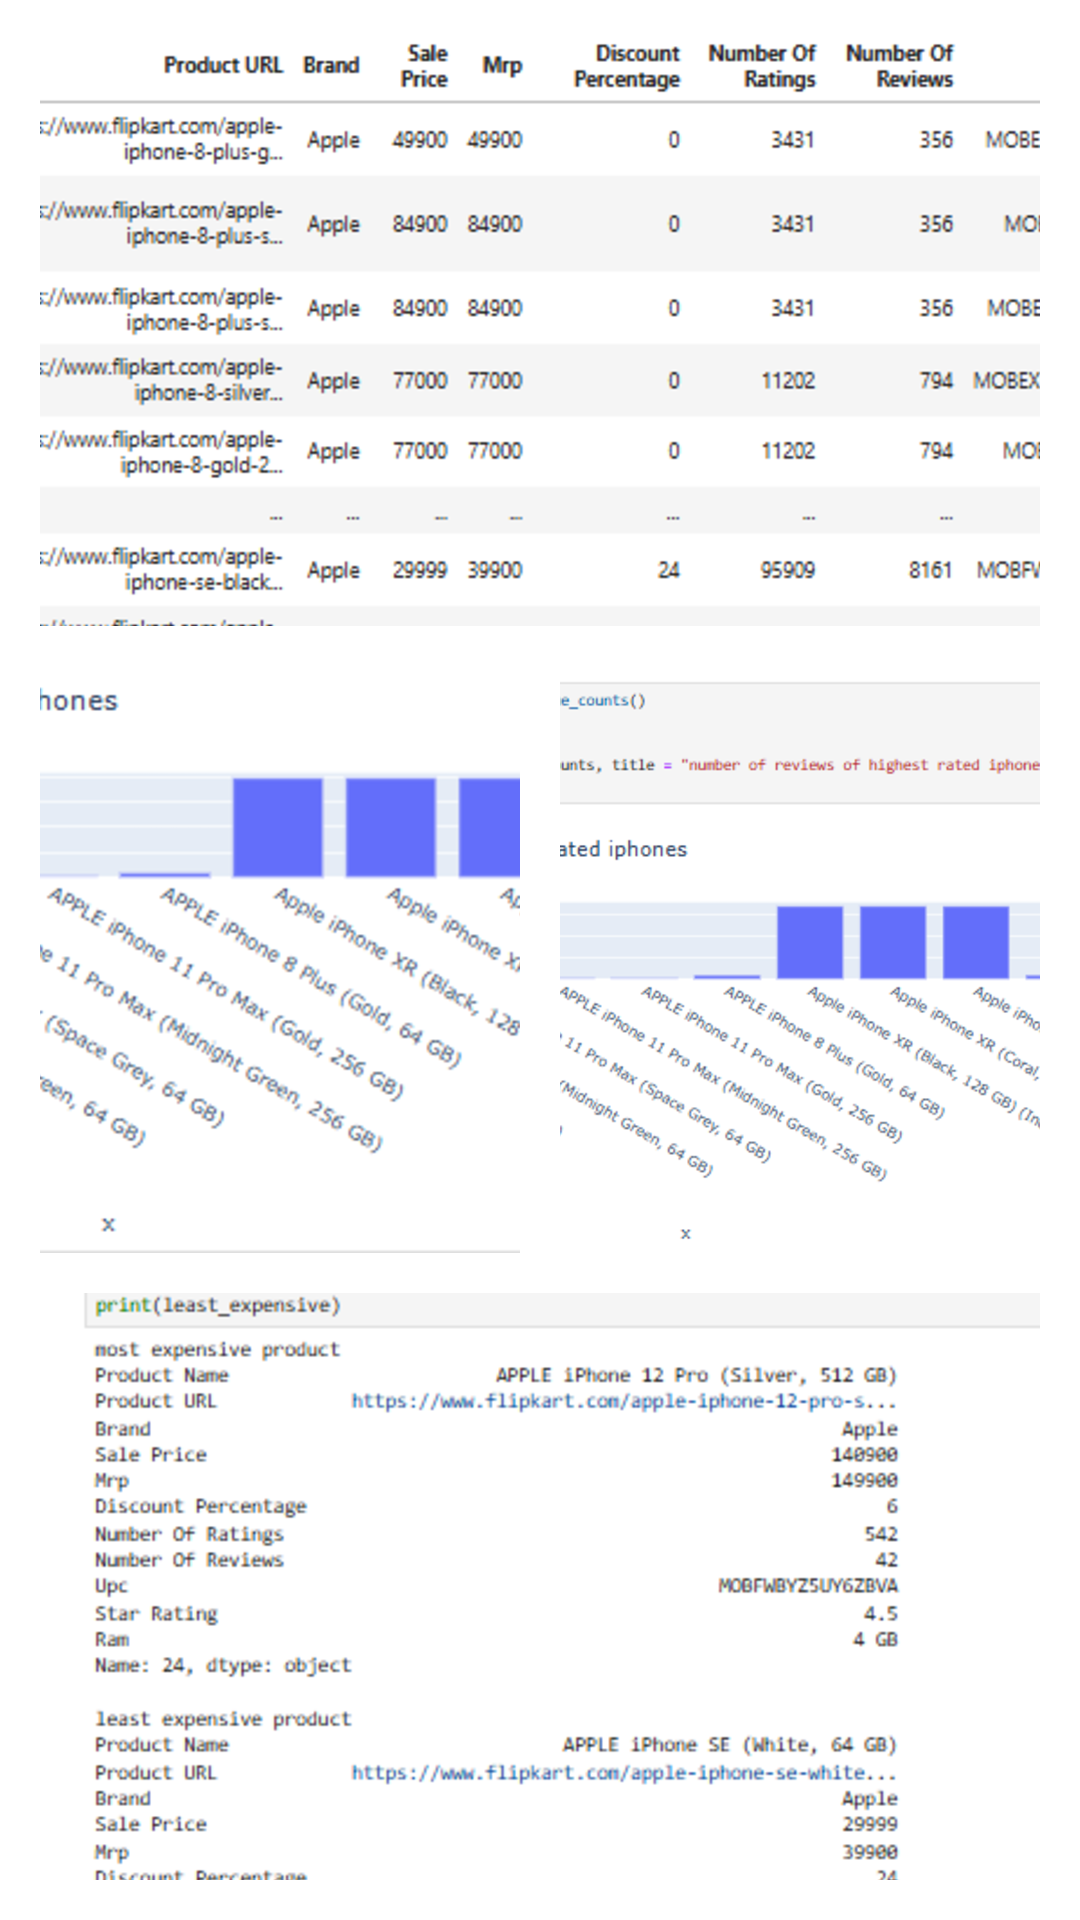 Product URL Brand Sale Price Mrp Discount Percentage Number Of Ratings Number Of Reviews
s://www.flipkart.com/apple-
iphone-8-plus-g... Apple 49900 49900 0 3431 356 MOBE
s://www.flipkart.com/apple-
iphone-8-plus-s... Apple 84900 84900 0 3431 356
s://www.flipkart.com/apple-
iphone-8-plus-s... Apple 84900 84900 0 3431 356 MOBE
s://www.flipkart.com/apple-
iphone-8-silver... Apple 77000 77000 0 11202 794 MOBEX
s://www.flipkart.com/apple-
iphone-8-gold-2... Apple 77000 77000 0 11202 794
... ... ... ... ... ... ...
s://www.flipkart.com/apple-
iphone-se-black... Apple 29999 39900 24 95909 8161
hones
APPLE iPhone 11 Pro Max (Gold, 256 GB)
APPLE iPhone 8 Plus (Gold, 64 GB)
Apple iPhone XR (Black, 128
Apple iPhone
e 11 Pro Max (Midnight Green, 256 GB)
(Space Grey, 64 GB)
reen, 64 GB)
x
e_counts()
unts, title = "number of reviews of highest rated iphone
ated iphones
APPLE iPhone 11 Pro Max (Midnight Green, 256 GB)
APPLE iPhone 11 Pro Max (Gold, 256 GB)
APPLE iPhone 8 Plus (Gold, 64 GB)
Apple iPhone XR (Black, 128 GB) (In
Apple iPhone XR (Coral,
Apple iPho
11 Pro Max (Space Grey, 64 GB)
(Midnight Green, 64 GB)
x
print(least_expensive)
most expensive product
Product Name APPLE iPhone 12 Pro (Silver, 512 GB)
Product URL https://www.flipkart.com/apple-iphone-12-pro-s...
Brand Apple
Sale Price 140900
Mrp 149900
Discount Percentage 6
Number Of Ratings 542
Number Of Reviews 42
Upc MOBFWBYZ5UY6ZBVA
Star Rating 4.5
Ram 4 GB
Name: 24, dtype: object
least expensive product
Product Name APPLE iPhone SE (White, 64 GB)
Product URL https://www.flipkart.com/apple-iphone-se-white...
Brand Apple
Sale Price 29999
Mrp 39900
Discount Percentage 24